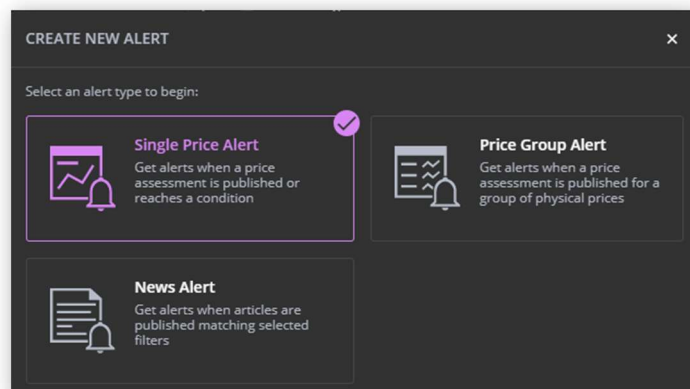 CREATE NEW ALERT
Select an alert type to begin:
Single Price Alert
Get alerts when a price
assessment is published or
reaches a condition
Price Group Alert
Get alerts when a price
assessment is published for a
group of physical prices
News Alert
Get alerts when articles are
published matching selected
filters